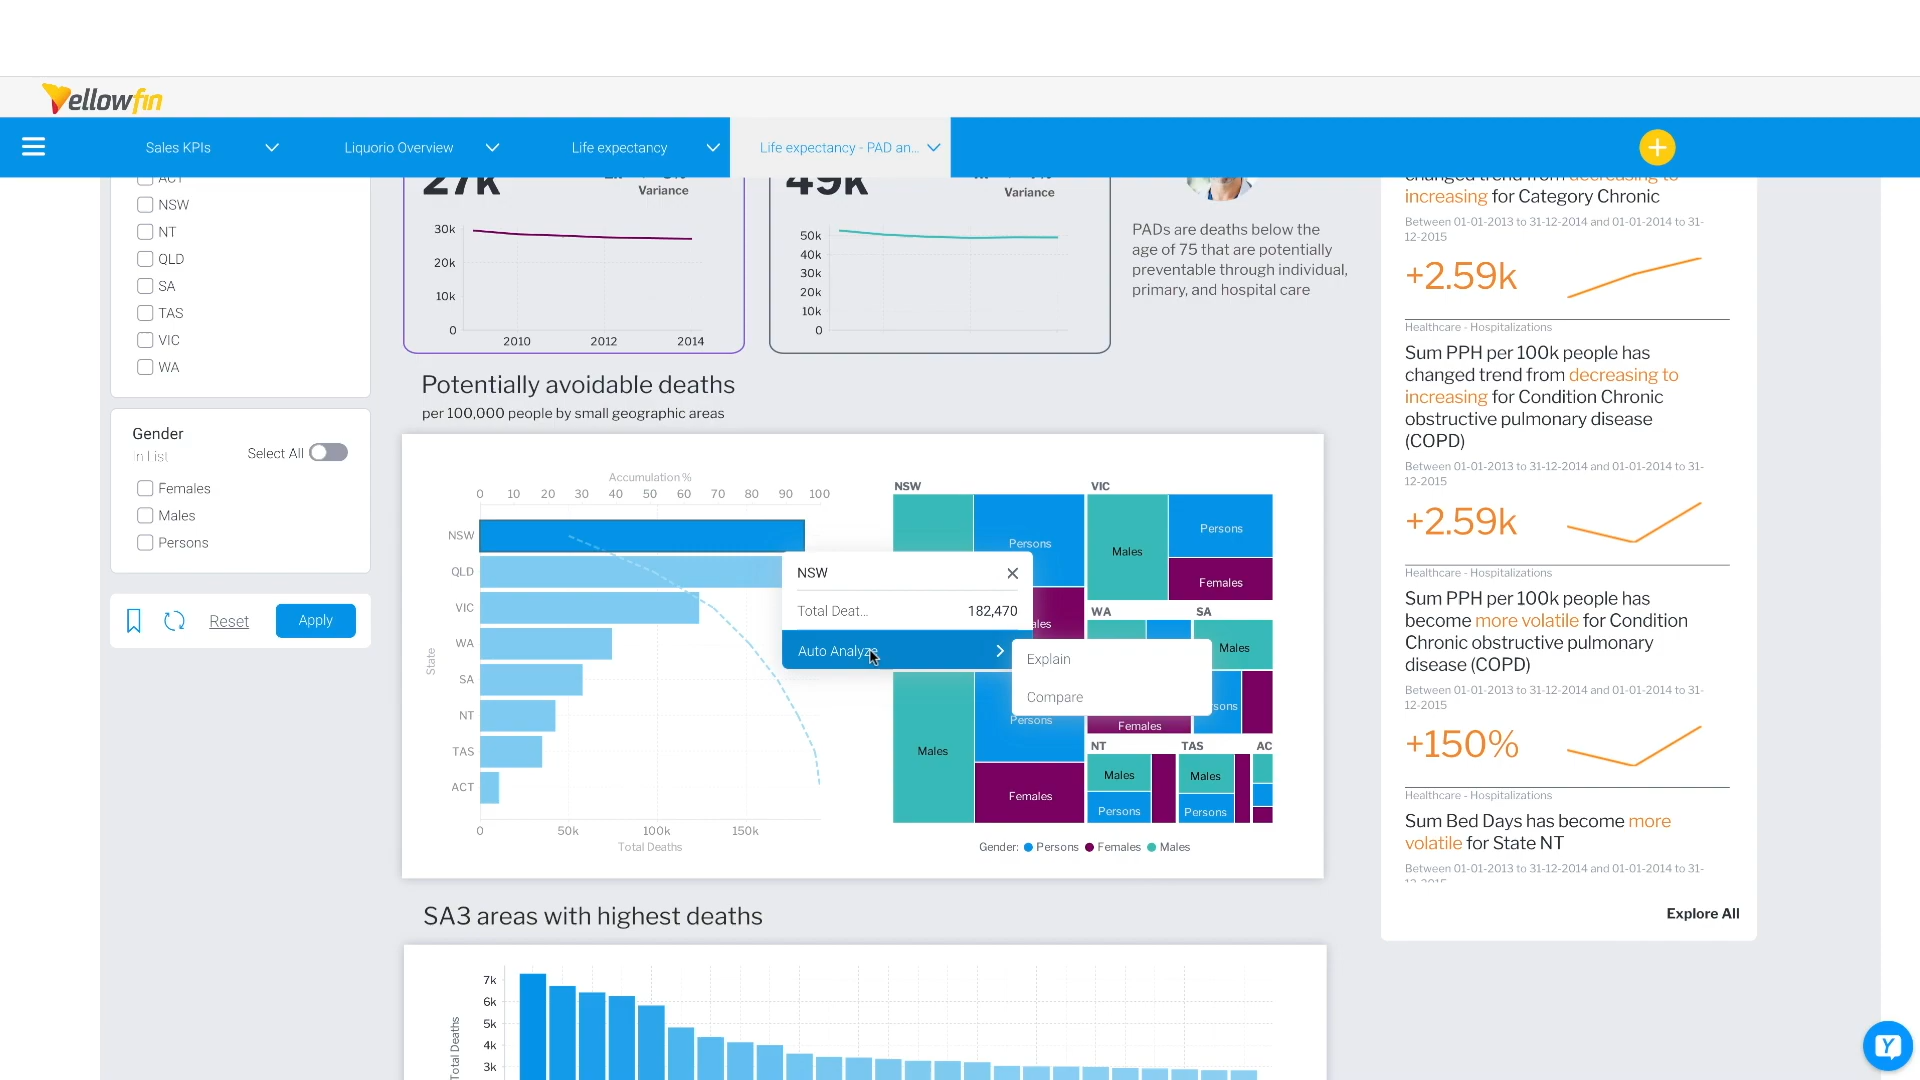 Yellowfin
Sales KPIs
Liquorio Overview
Life expectancy
Life expectancy - PAD an...
ACT
NSW
NT
QLD
SA
TAS
VIC
WA
Gender
In List
Select All
Females
Males
Persons
Reset
Apply
27k
Variance
30k
20k
10k
0
2010
2012
2014
49k
Variance
50k
40k
30k
20k
10k
0
PADs are deaths below the
age of 75 that are potentially
preventable through individual,
primary, and hospital care
Potentially avoidable deaths
per 100,000 people by small geographic areas
Accumulation %
0 10 20 30 40 50 60 70 80 90 100
State
NSW
QLD
VIC
WA
SA
NT
TAS
ACT
0 50k 100k 150k
Total Deaths
NSW
Total Deat... 182,470
Auto Analyze
Explain
Compare
NSW
Persons
Males
Persons
Females
VIC
Males
Persons
Females
WA
Females
SA
Males
NT
Males
Persons
TAS
Males
Persons
AC
Gender: Persons Females Males
SA3 areas with highest deaths
Total Deaths
7k
6k
5k
4k
3k
changed trend from decreasing to
increasing for Category Chronic
Between 01-01-2013 to 31-12-2014 and 01-01-2014 to 31-
12-2015
+2.59k
Healthcare - Hospitalizations
Sum PPH per 100k people has
changed trend from decreasing to
increasing for Condition Chronic
obstructive pulmonary disease
(COPD)
Between 01-01-2013 to 31-12-2014 and 01-01-2014 to 31-
12-2015
+2.59k
Healthcare - Hospitalizations
Sum PPH per 100k people has
become more volatile for Condition
Chronic obstructive pulmonary
disease (COPD)
Between 01-01-2013 to 31-12-2014 and 01-01-2014 to 31-
12-2015
+150%
Healthcare - Hospitalizations
Sum Bed Days has become more
volatile for State NT
Between 01-01-2013 to 31-12-2014 and 01-01-2014 to 31-
12-2015
Explore All